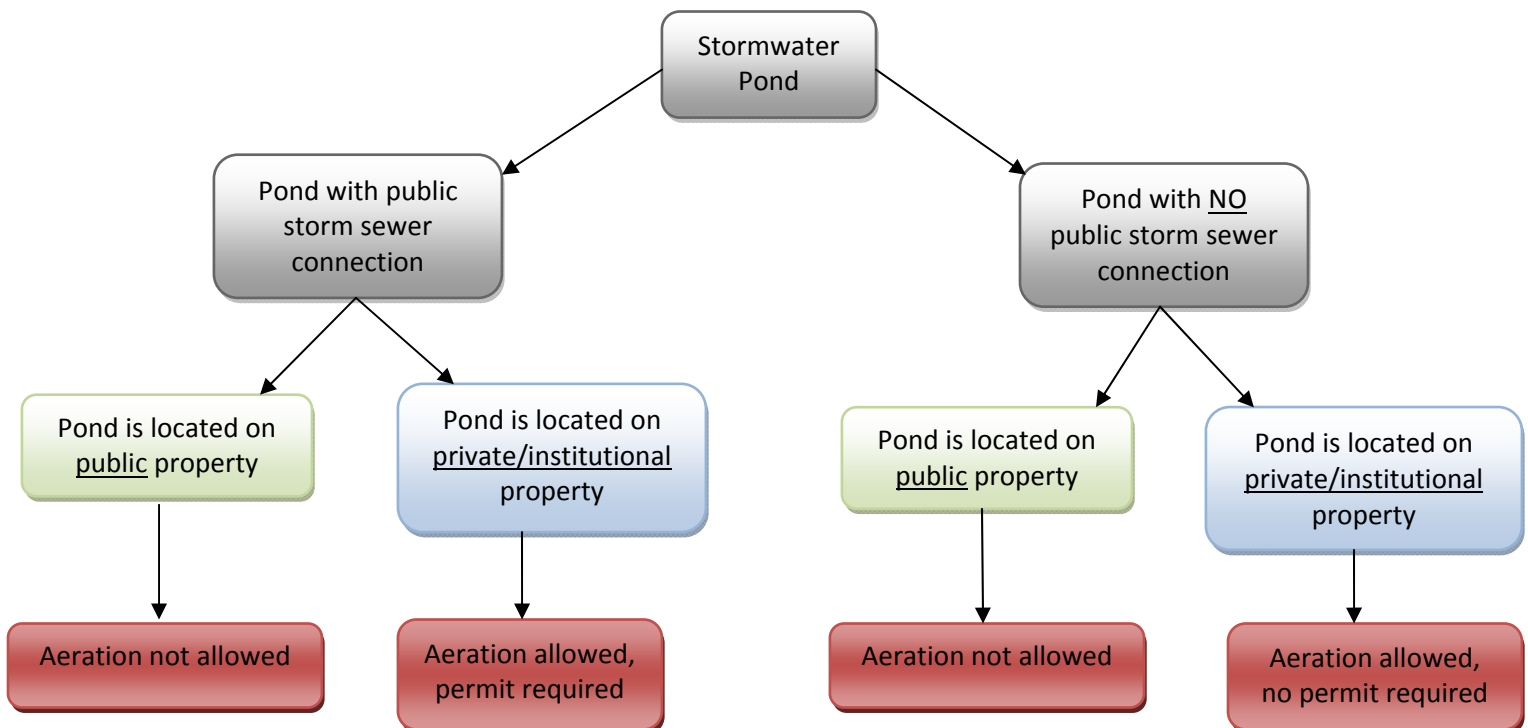 Stormwater
Pond
Pond with public
storm sewer
connection
Pond with NO
public storm sewer
connection
Pond is located on
public property
Pond is located on
private/institutional
property
Pond is located on
public property
Pond is located on
private/institutional
property
Aeration not allowed
Aeration allowed,
permit required
Aeration not allowed
Aeration allowed,
no permit required